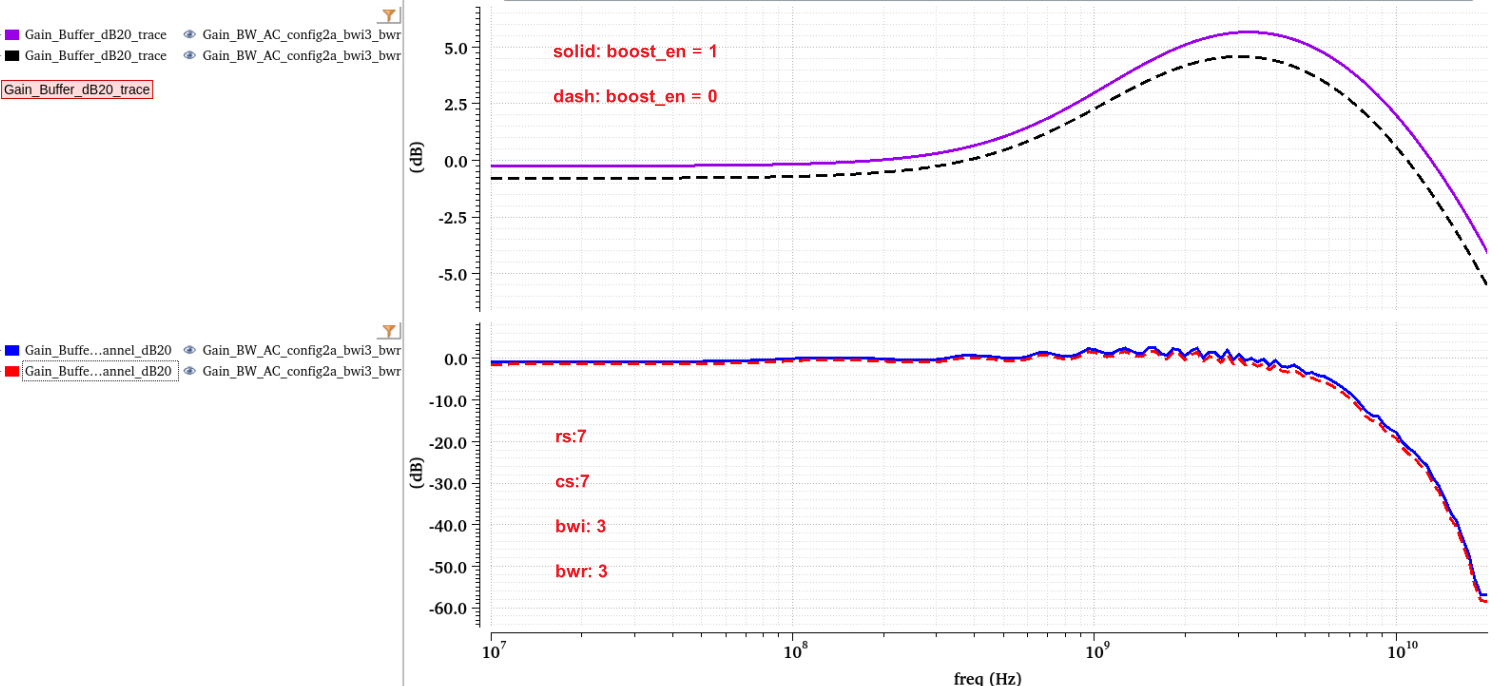 Gain_Buffer_dB20_trace Gain_BW_AC_config2a_bwi3_bwr
Gain_Buffer_dB20_trace Gain_BW_AC_config2a_bwi3_bwr
Gain_Buffer_dB20_trace
solid: boost_en = 1
dash: boost_en = 0
(dB)
5.0
2.5
0.0
-2.5
-5.0
Gain_Buffe...annel_dB20 Gain_BW_AC_config2a_bwi3_bwr
Gain_Buffe...annel_dB20 Gain_BW_AC_config2a_bwi3_bwr
(dB)
0.0
-10.0
-20.0
-30.0
-40.0
-50.0
-60.0
rs:7
cs:7
bwi: 3
bwr: 3
10⁷ 10⁸ 10⁹ 10¹⁰
freq (Hz)